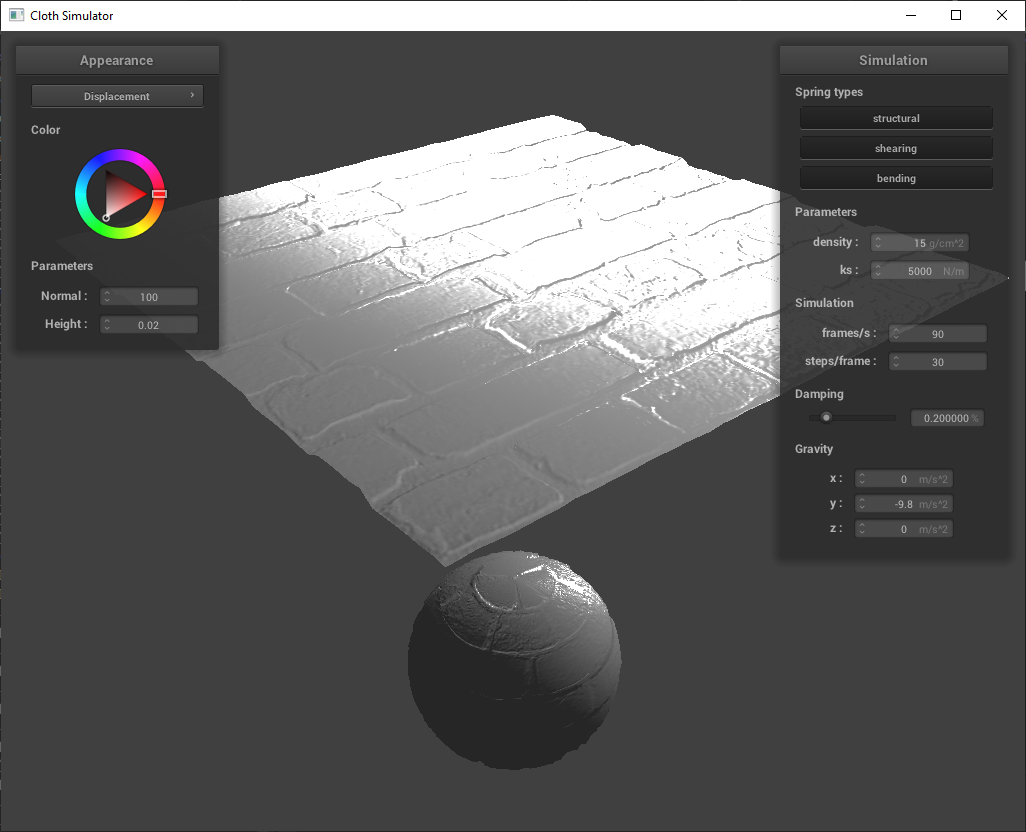 Cloth Simulator
Appearance
Displacement
Color
Parameters
Normal : 100
Height : 0.02
Simulation
Spring types
structural
shearing
bending
Parameters
density : 15 g/cm^2
ks : 5000 N/m
Simulation
frames/s : 90
steps/frame : 30
Damping
0.200000 %
Gravity
x : 0 m/s^2
y : -9.8 m/s^2
z : 0 m/s^2